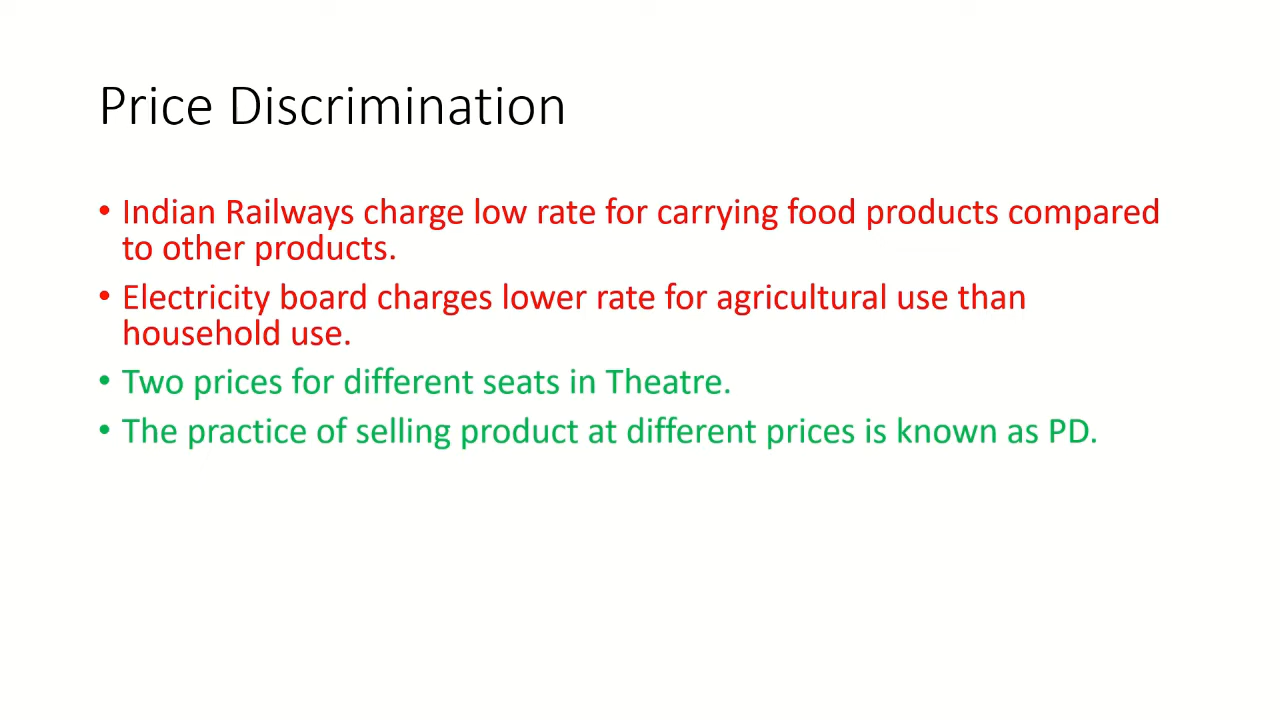 Price Discrimination
• Indian Railways charge low rate for carrying food products compared
to other products.
• Electricity board charges lower rate for agricultural use than
household use.
• Two prices for different seats in Theatre.
• The practice of selling product at different prices is known as PD.